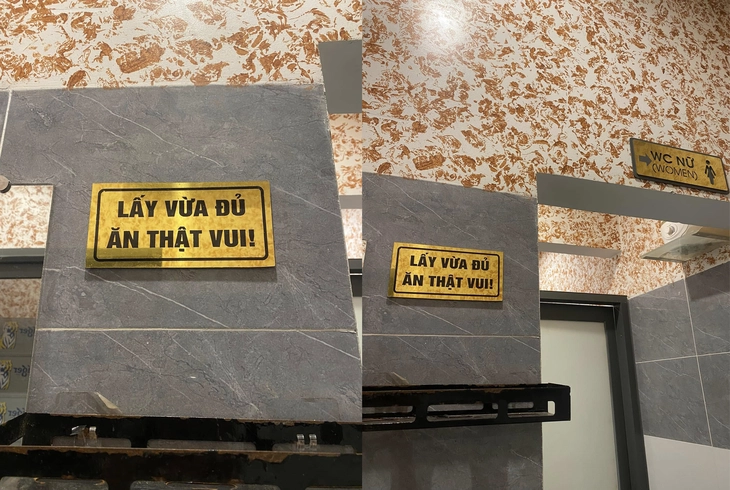 LẤY VỪA ĐỦ
ĂN THẬT VUI!
LẤY VỪA ĐỦ
ĂN THẬT VUI!
WC NỮ
(WOMEN)